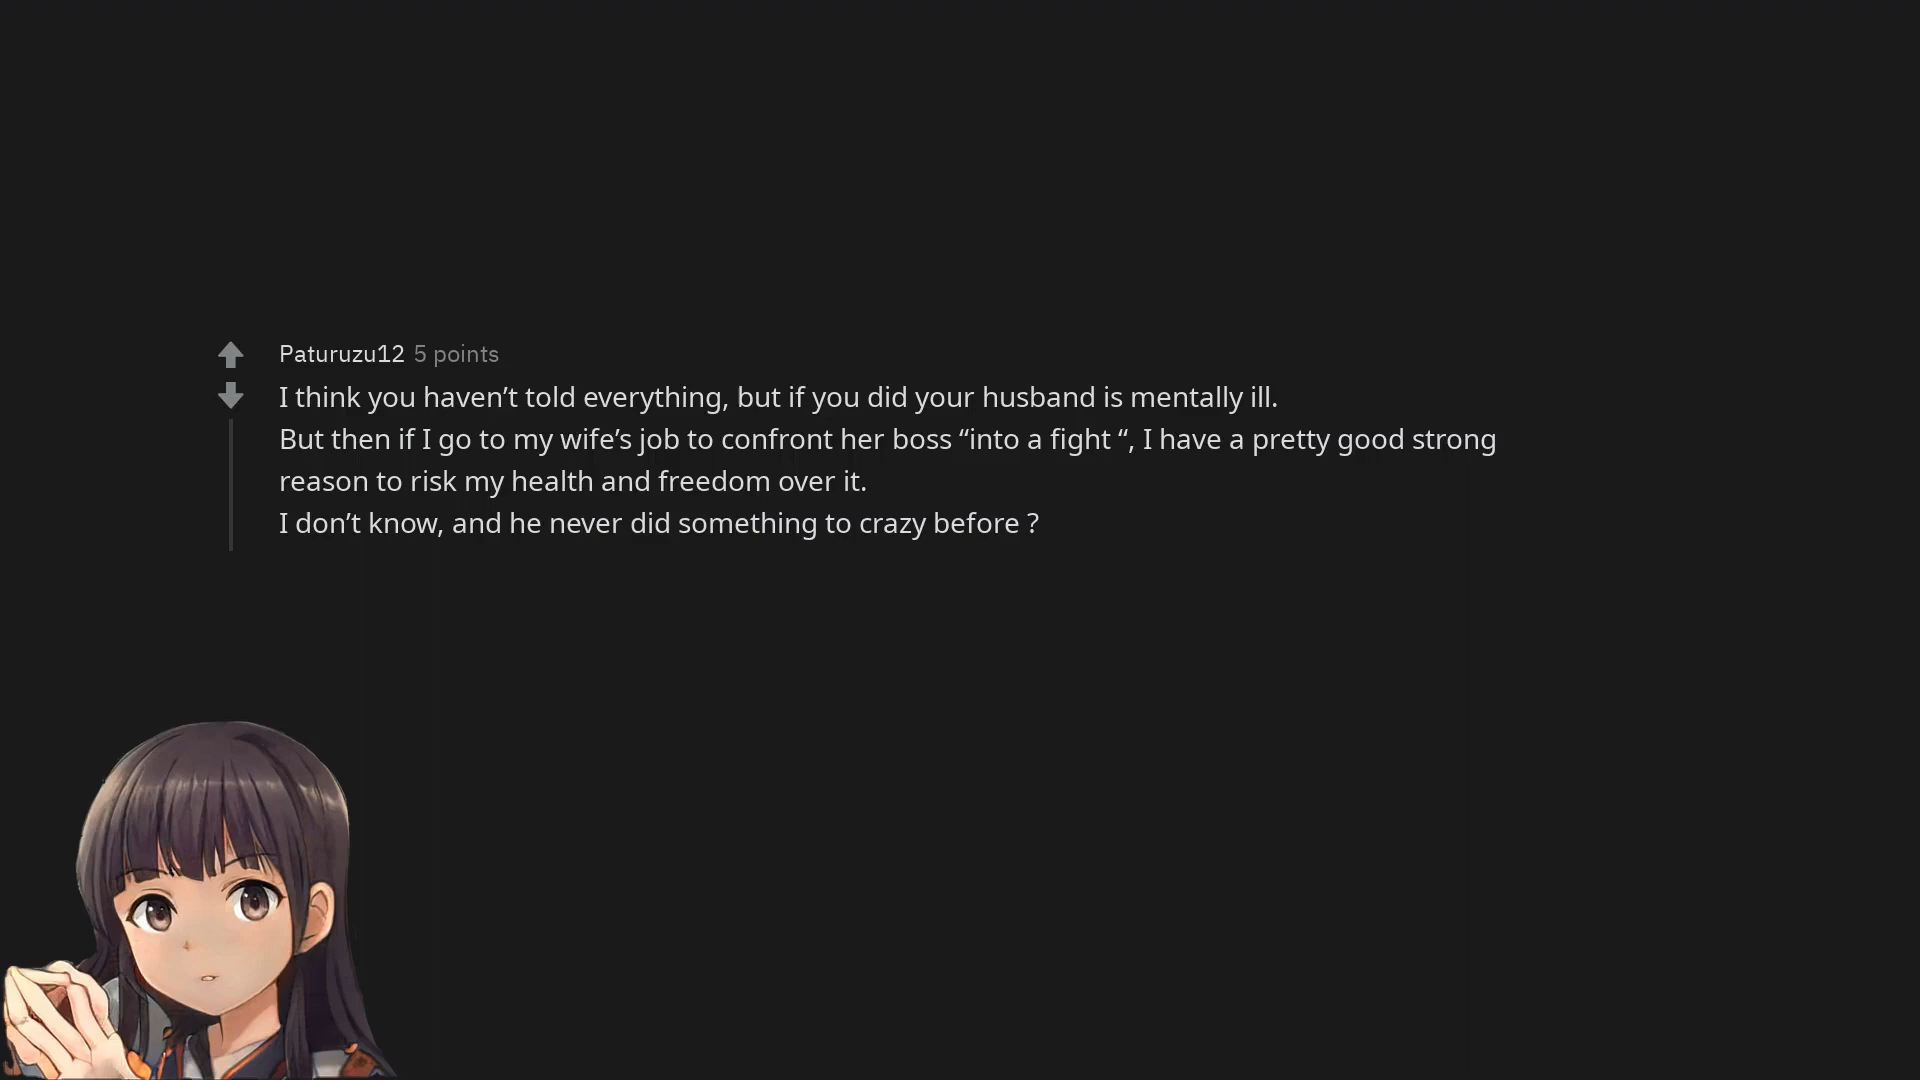 Paturuzu12 5 points
I think you haven’t told everything, but if you did your husband is mentally ill.
But then if I go to my wife’s job to confront her boss “into a fight “, I have a pretty good strong
reason to risk my health and freedom over it.
I don’t know, and he never did something to crazy before ?